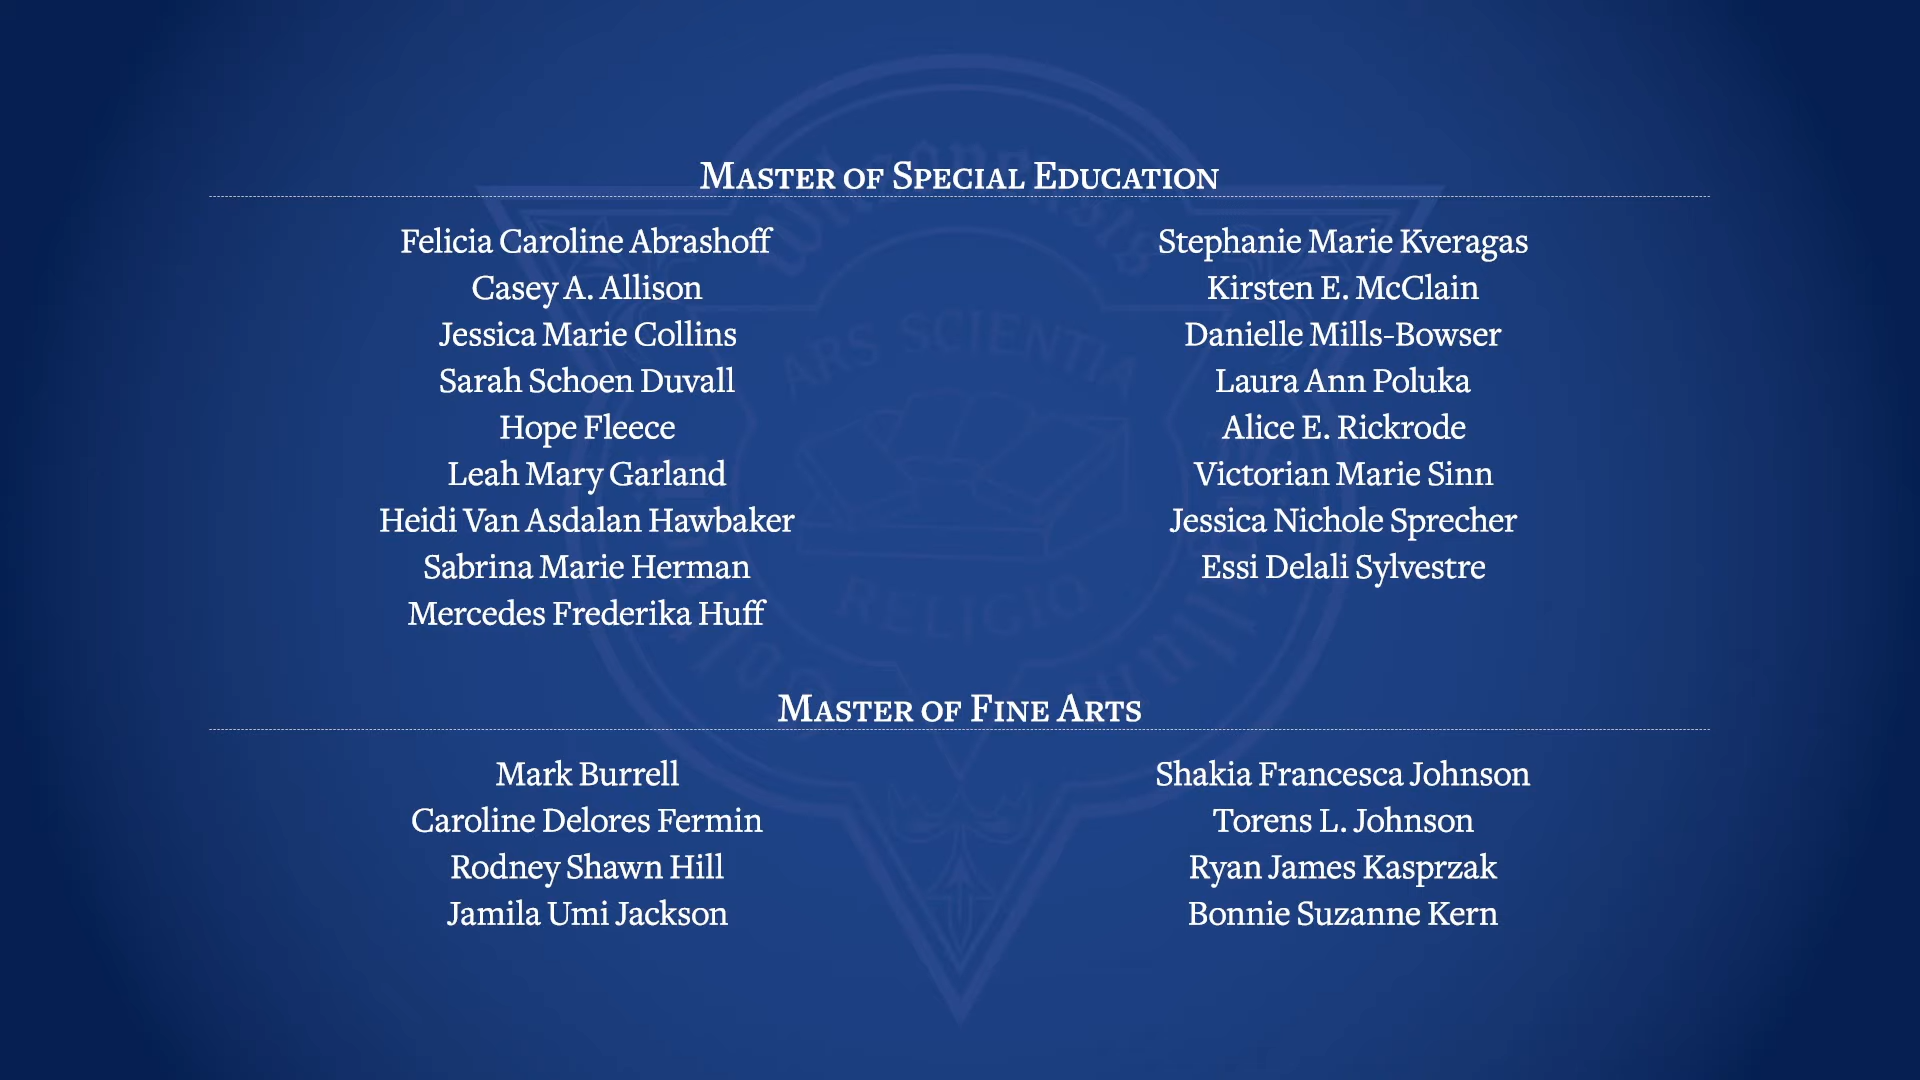 Master of Special Education
Felicia Caroline Abrashoff
Casey A. Allison
Jessica Marie Collins
Sarah Schoen Duvall
Hope Fleece
Leah Mary Garland
Heidi Van Asdalan Hawbaker
Sabrina Marie Herman
Mercedes Frederika Huff
Stephanie Marie Kveragas
Kirsten E. McClain
Danielle Mills-Bowser
Laura Ann Poluka
Alice E. Rickrode
Victorian Marie Sinn
Jessica Nichole Sprecher
Essi Delali Sylvestre
Master of Fine Arts
Mark Burrell
Caroline Delores Fermin
Rodney Shawn Hill
Jamila Umi Jackson
Shakia Francesca Johnson
Torens L. Johnson
Ryan James Kasprzak
Bonnie Suzanne Kern
ARS SCIENTIA
RELIGIO